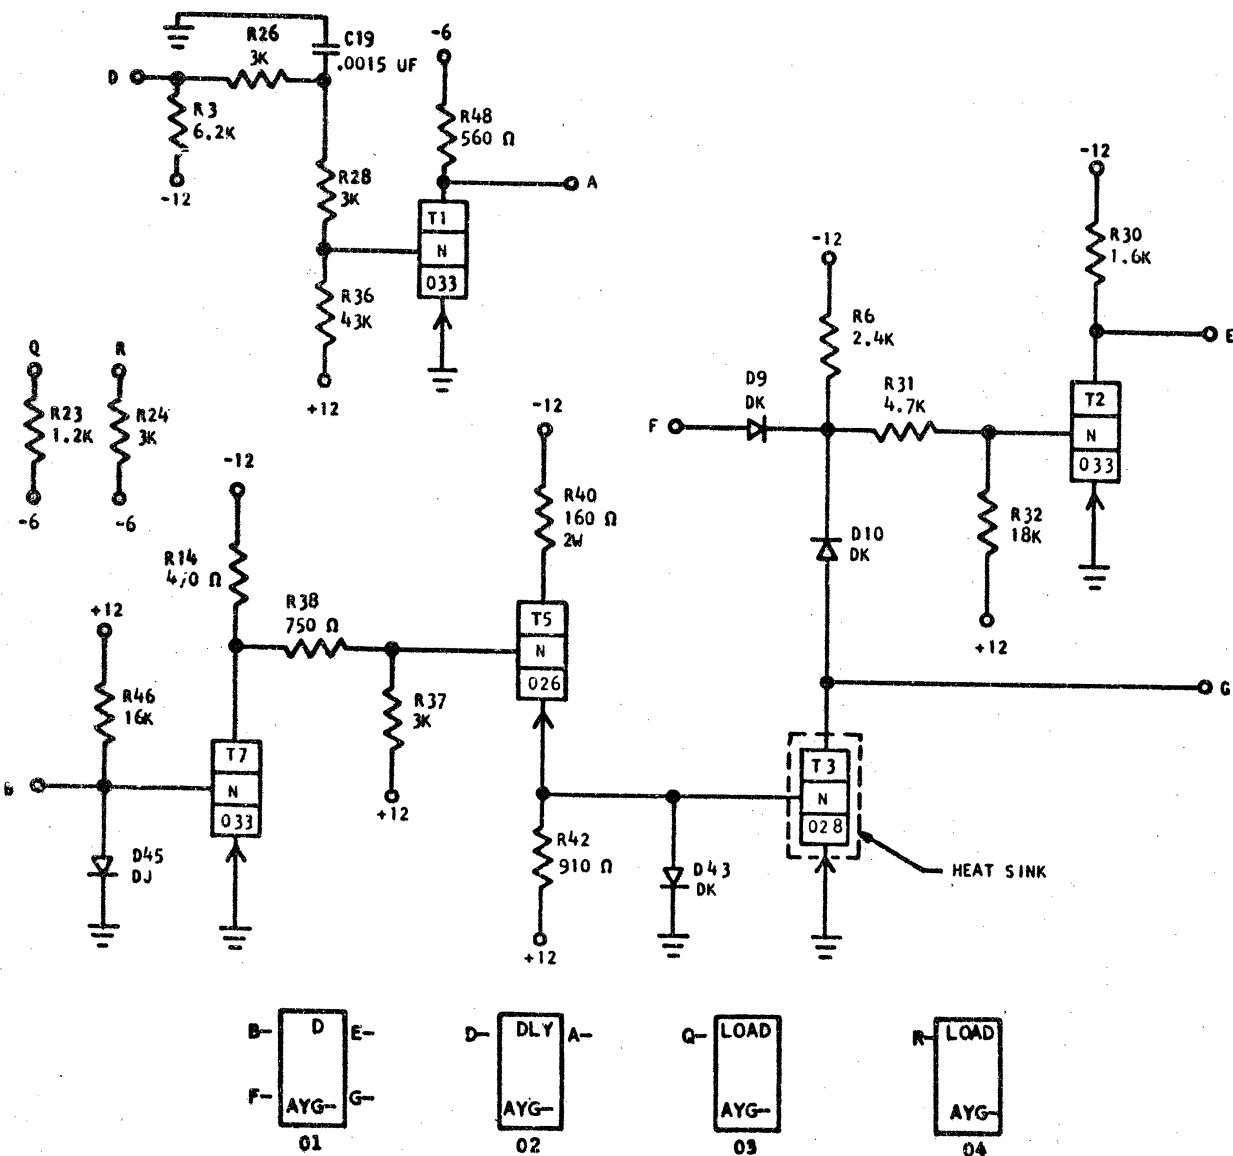 R26
3K
C19
.0015 UF
-6
D
R3
6.2K
-12
R48
560 Ω
A
R28
3K
T1
N
033
R36
43K
+12
-12
R30
1.6K
E
-12
R6
2.4K
D9
DK
F
R31
4.7K
T2
N
033
R32
18K
+12
D10
DK
Q
R
R23
1.2K
R24
3K
-6
-6
-12
R14
-12
R40
160 Ω
2W
R38
750 Ω
T5
N
026
R37
3K
+12
+12
R46
16K
T7
N
033
D45
DJ
R42
910 Ω
+12
D43
DK
T3
N
028
G
HEAT SINK
B-
D
E-
F-
AYG-
G-
01
D-
DLY
A-
AYG-
02
Q-
LOAD
AYG-
03
R-
LOAD
AYG-
04